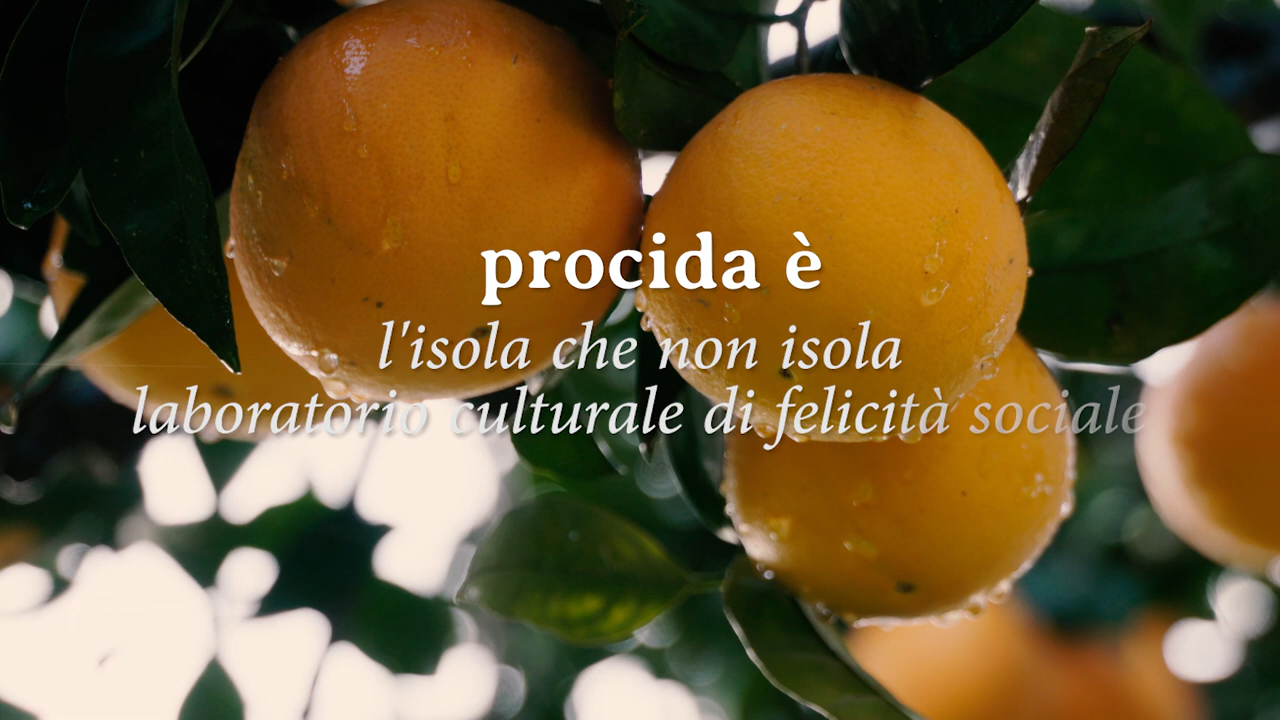 procida è
l'isola che non isola
laboratorio culturale di felicità sociale